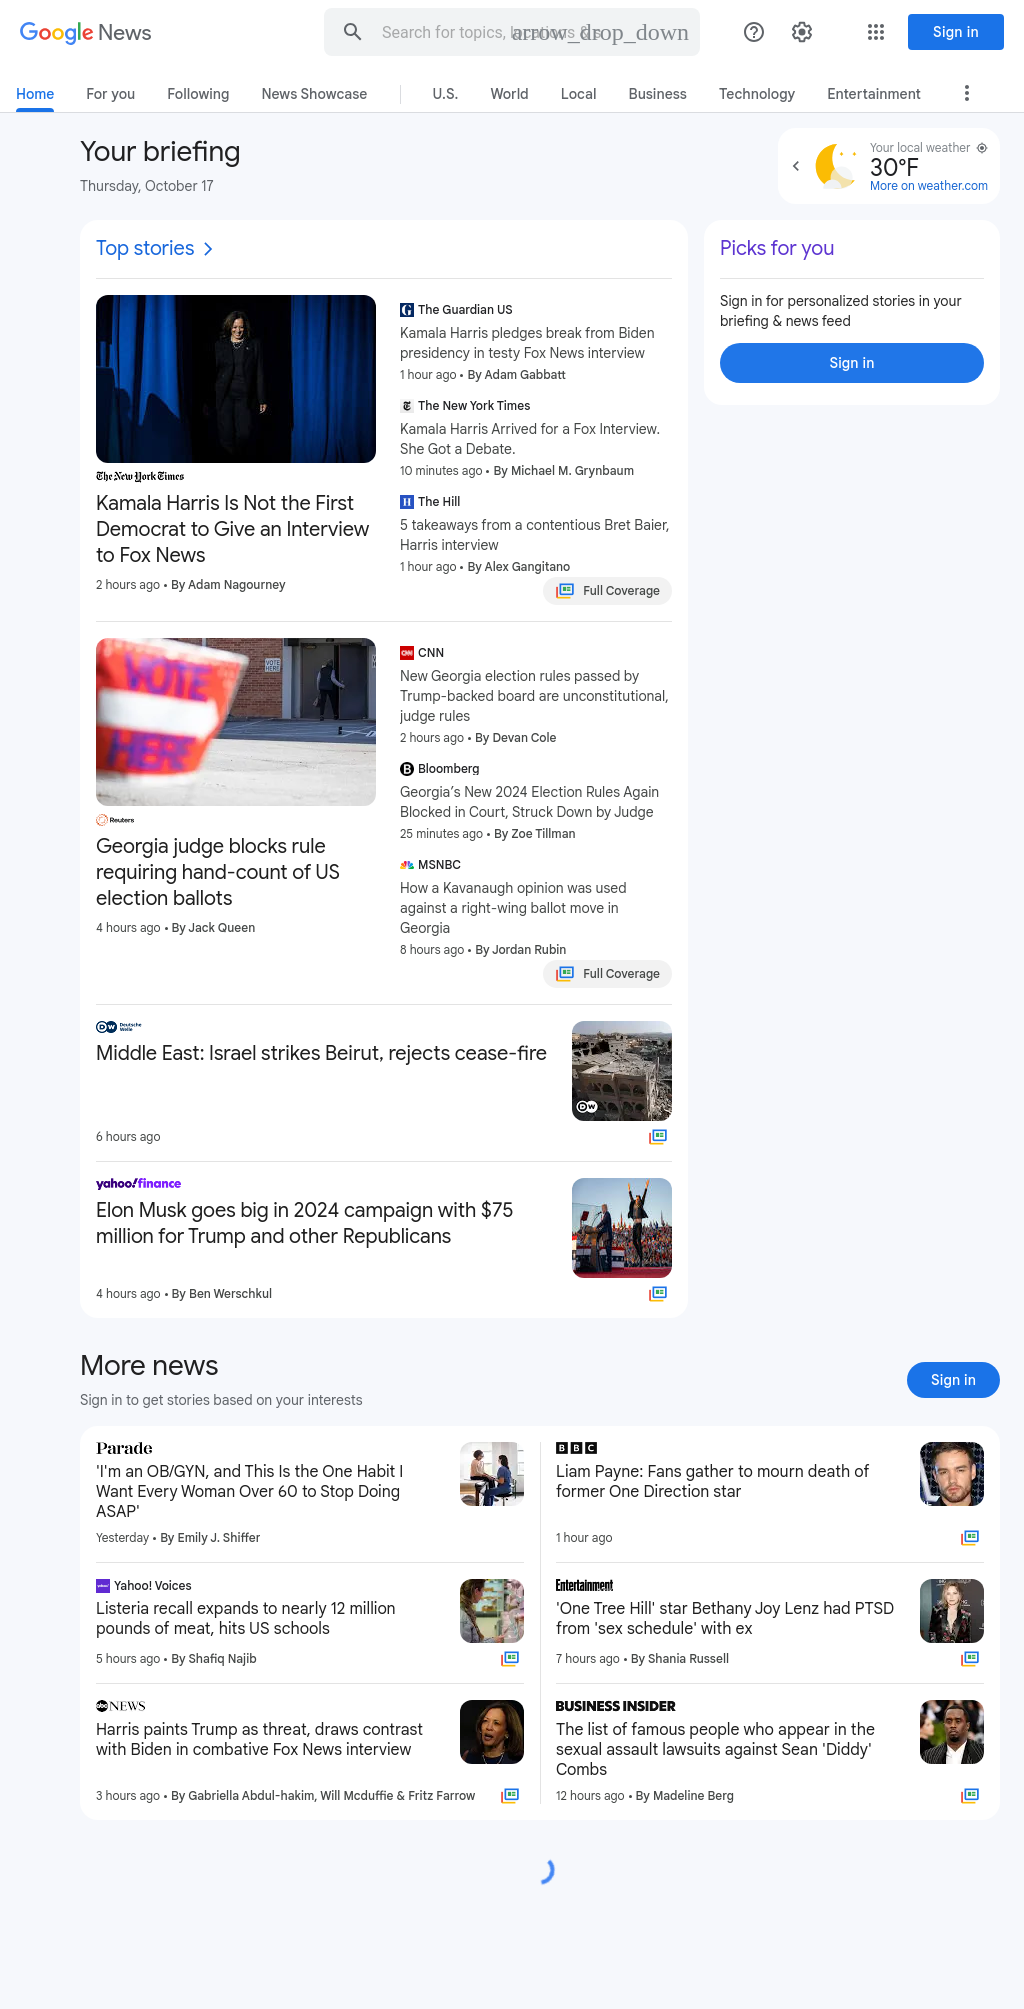 Google News
Search for topics, locations & s
arrow_drop_down
Sign in
Home
For you
Following
News Showcase
U.S.
World
Local
Business
Technology
Entertainment
Your briefing
Thursday, October 17
Your local weather
30°F
More on weather.com
Top stories
The New York Times
Kamala Harris Is Not the First
Democrat to Give an Interview
to Fox News
2 hours ago • By Adam Nagourney
The Guardian US
Kamala Harris pledges break from Biden
presidency in testy Fox News interview
1 hour ago • By Adam Gabbatt
The New York Times
Kamala Harris Arrived for a Fox Interview.
She Got a Debate.
10 minutes ago • By Michael M. Grynbaum
H The Hill
5 takeaways from a contentious Bret Baier,
Harris interview
1 hour ago • By Alex Gangitano
Full Coverage
Picks for you
Sign in for personalized stories in your
briefing & news feed
Sign in
VOTE
HERE
VOTE
HERE
Reuters
Georgia judge blocks rule
requiring hand-count of US
election ballots
4 hours ago • By Jack Queen
CNN CNN
New Georgia election rules passed by
Trump-backed board are unconstitutional,
judge rules
2 hours ago • By Devan Cole
B Bloomberg
Georgia’s New 2024 Election Rules Again
Blocked in Court, Struck Down by Judge
25 minutes ago • By Zoe Tillman
MSNBC
How a Kavanaugh opinion was used
against a right-wing ballot move in
Georgia
8 hours ago • By Jordan Rubin
Full Coverage
DW Deutsche
Welle
Middle East: Israel strikes Beirut, rejects cease-fire
DW
6 hours ago
yahoo!finance
Elon Musk goes big in 2024 campaign with $75
million for Trump and other Republicans
4 hours ago • By Ben Werschkul
More news
Sign in to get stories based on your interests
Sign in
Parade
'I'm an OB/GYN, and This Is the One Habit I
Want Every Woman Over 60 to Stop Doing
ASAP'
Yesterday • By Emily J. Shiffer
BBC
Liam Payne: Fans gather to mourn death of
former One Direction star
1 hour ago
Yahoo! Voices
Listeria recall expands to nearly 12 million
pounds of meat, hits US schools
5 hours ago • By Shafiq Najib
Entertainment
'One Tree Hill' star Bethany Joy Lenz had PTSD
from 'sex schedule' with ex
7 hours ago • By Shania Russell
abc NEWS
Harris paints Trump as threat, draws contrast
with Biden in combative Fox News interview
3 hours ago • By Gabriella Abdul-hakim, Will Mcduffie & Fritz Farrow
BUSINESS INSIDER
The list of famous people who appear in the
sexual assault lawsuits against Sean 'Diddy'
Combs
12 hours ago • By Madeline Berg